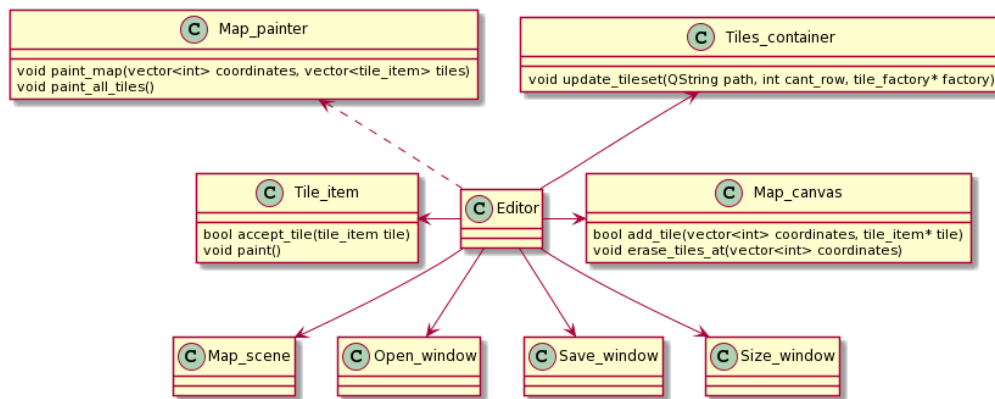 C Map_painter
void paint_map(vector<int> coordinates, vector<tile_item> tiles)
void paint_all_tiles()
C Tiles_container
void update_tileset(QString path, int cant_row, tile_factory* factory)
C Tile_item
bool accept_tile(tile_item tile)
void paint()
C Editor
C Map_canvas
bool add_tile(vector<int> coordinates, tile_item* tile)
void erase_tiles_at(vector<int> coordinates)
C Map_scene
C Open_window
C Save_window
C Size_window